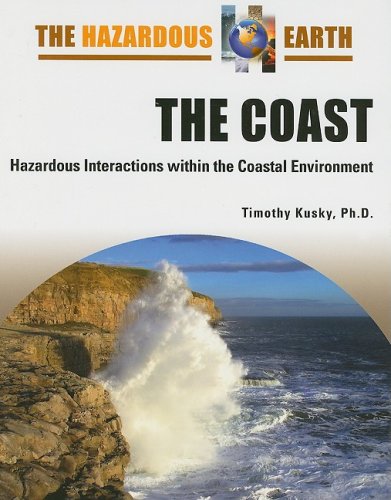 THE HAZARDOUS EARTH
THE COAST
Hazardous Interactions within the Coastal Environment
Timothy Kusky, Ph.D.